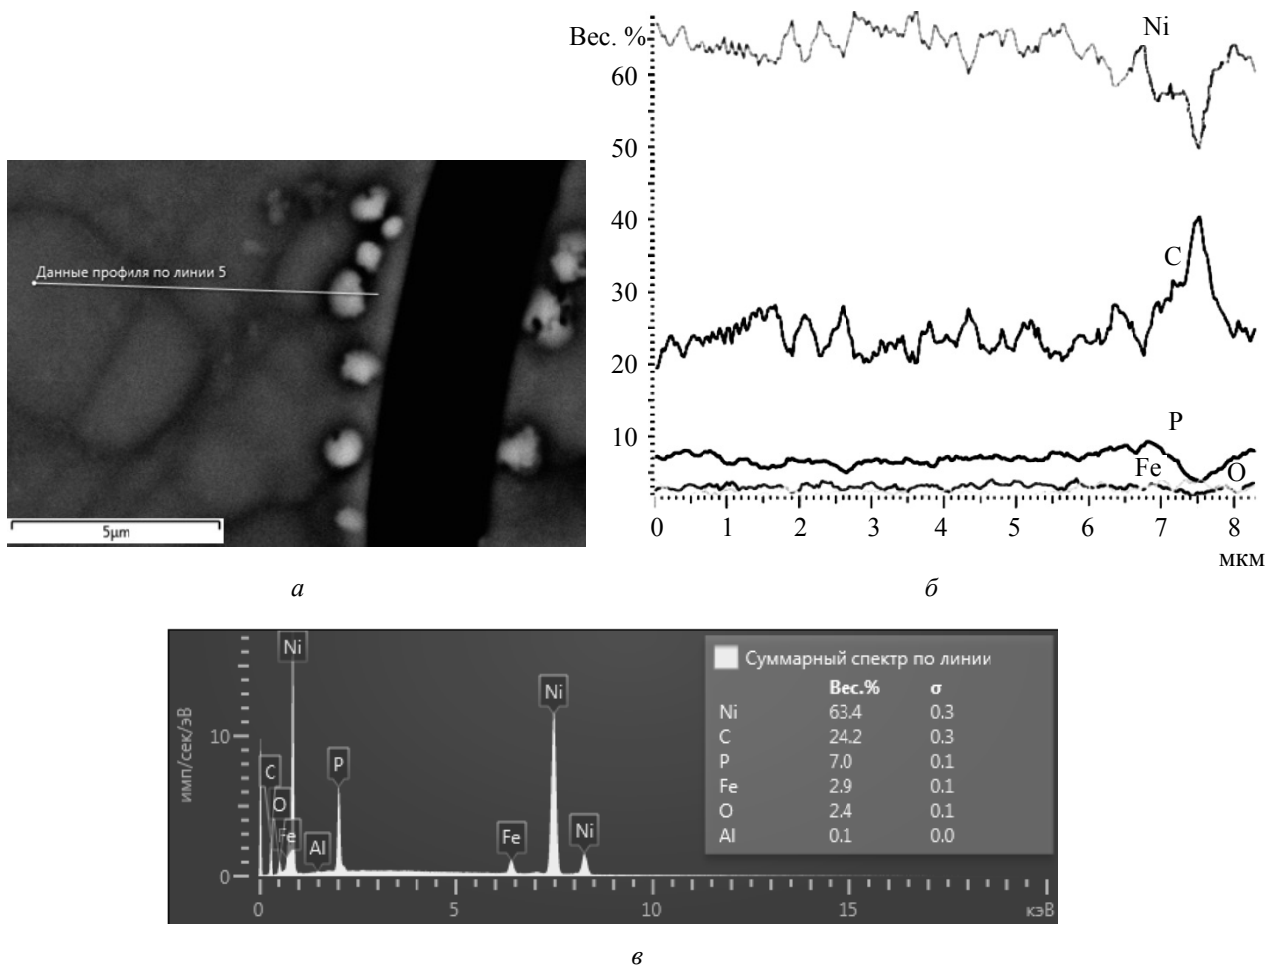 Вес. %
60
50
40
30
20
10
Ni
C
P
Fe
O
0 1 2 3 4 5 6 7 8
мкм
Данные профиля по линии 5
5µm
а
б
Ni
Ni
C
O
Fe
Al
P
Fe
Ni
имп/сек/эВ
10
0
0 5 10 15 кэВ
Суммарный спектр по линии
Вес.% σ
Ni 63.4 0.3
C 24.2 0.3
P 7.0 0.1
Fe 2.9 0.1
O 2.4 0.1
Al 0.1 0.0
в